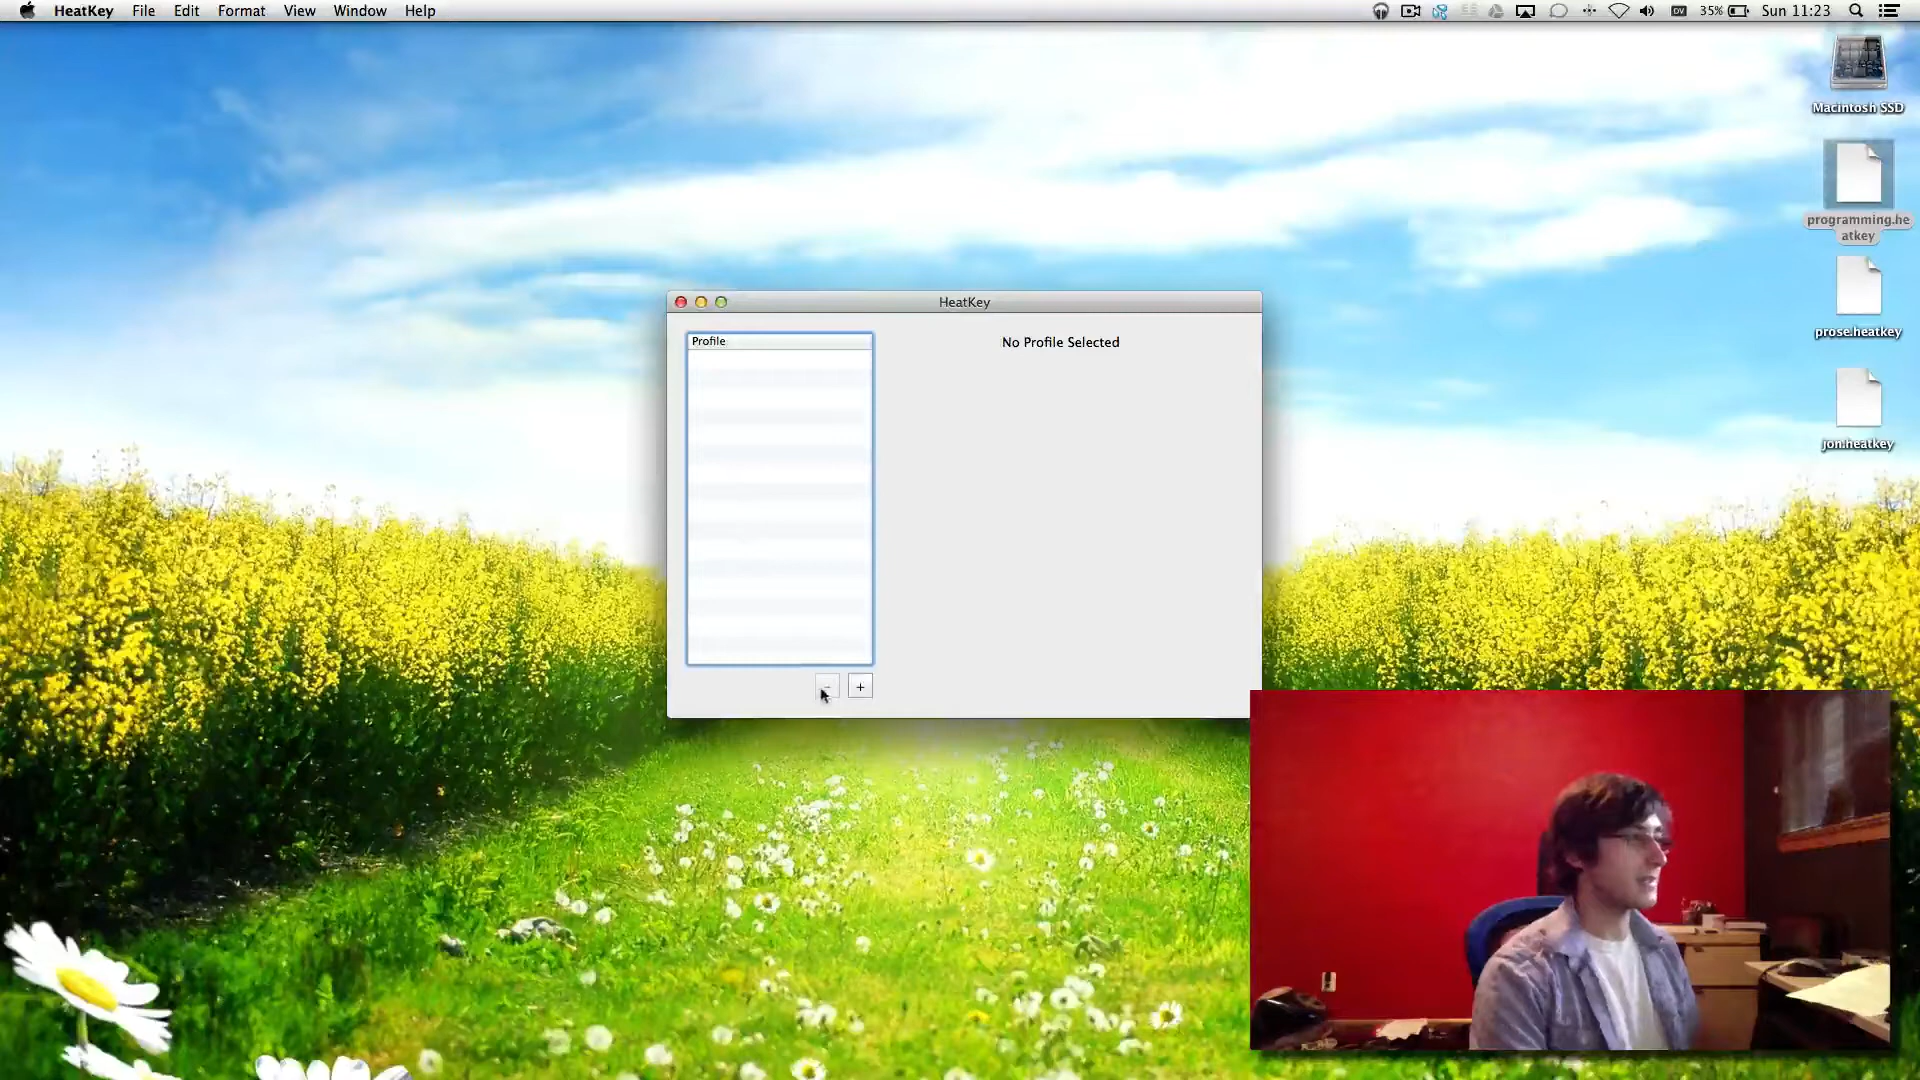 HeatKey File Edit Format View Window Help
DV 35% Sun 11:23
Macintosh SSD
programming.he
atkey
prose.heatkey
jon.heatkey
HeatKey
Profile
No Profile Selected
- +